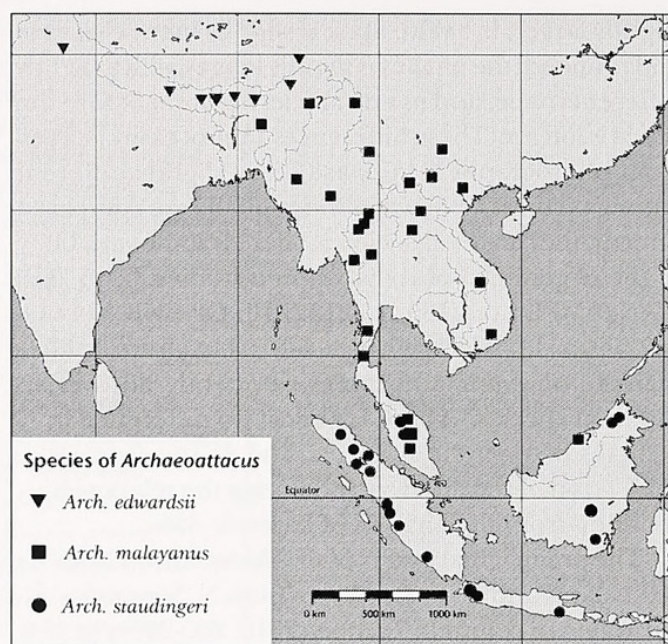 ?
?
?
Equator
Species of Archaeoattacus
Arch. edwardsii
Arch. malayanus
Arch. staudingeri
0 km 500 km 1000 km